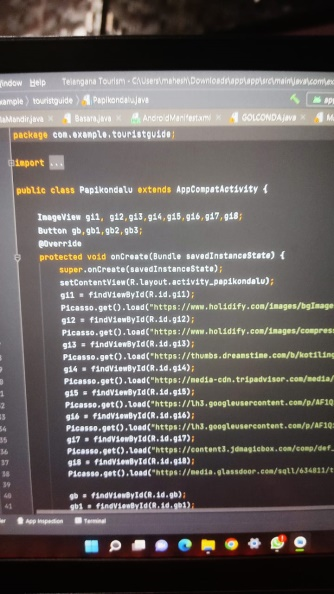 indow Help Telangana Tourism - C:\Users\mahesh\Downloads\app\app\src\main\java\com\ex
xample touristguide Papikondalu.java app
laMandir.java Basara.java AndroidManifest.xml GOLCONDA.java M
package com.example.touristguide;
import ...
public class Papikondalu extends AppCompatActivity {
ImageView gi1, gi2,gi3,gi4,gi5,gi6,gi7,gi8;
Button gb,gb1,gb2,gb3;
@Override
protected void onCreate(Bundle savedInstanceState) {
super.onCreate(savedInstanceState);
setContentView(R.layout.activity_papikondalu);
gi1 = findViewById(R.id.gi1);
Picasso.get().load("https://www.holidify.com/images/bgImage
gi2 = findViewById(R.id.gi2);
Picasso.get().load("https://www.holidify.com/images/compres
gi3 = findViewById(R.id.gi3);
Picasso.get().load("https://thumbs.dreamstime.com/b/kotiling
gi4 = findViewById(R.id.gi4);
Picasso.get().load("https://media-cdn.tripadvisor.com/media/
gi5 = findViewById(R.id.gi5);
Picasso.get().load("https://lh3.googleusercontent.com/p/AF1Q
gi6 = findViewById(R.id.gi6);
Picasso.get().load("https://lh3.googleusercontent.com/p/AF1Q
gi7 = findViewById(R.id.gi7);
Picasso.get().load("https://content3.jdmagicbox.com/comp/def_
37 gi8 = findViewById(R.id.gi8);
38 Picasso.get().load("https://media.glassdoor.com/sqll/634811/t
39
40 gb = findViewById(R.id.gb);
41 gb1 = findViewById(R.id.gb1);
App Inspection Terminal